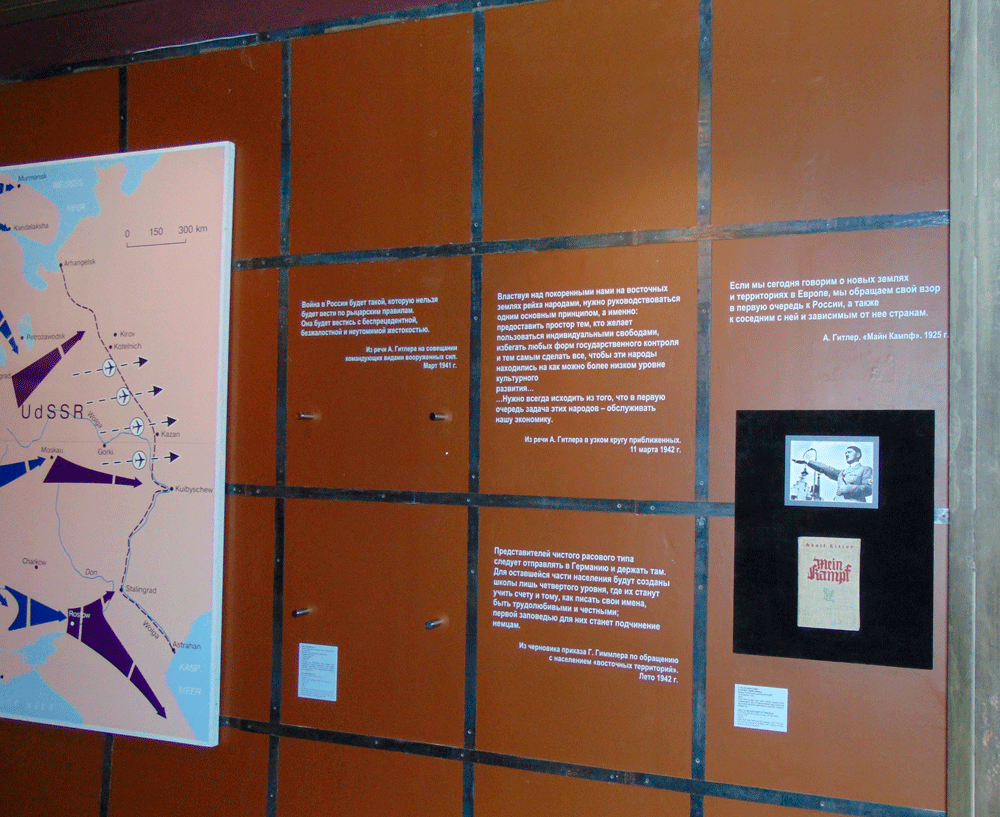 Murmansk
Kandalaksha
WEISSES
MEER
0 150 300 km
Arhangelsk
Petrozawodsk
Kirov
Kotelnich
UdSSR
Wolga
Kazan
Gorki
Moskau
Kuibyschew
Charkow
Don
Stalingrad
Rostow
Wolga
Astrahan
KASP.
MEER
Война в России будет такой, которую нельзя
будет вести по рыцарским правилам.
Она будет вестись с беспрецедентной,
безжалостной и неутомимой жестокостью.
Из речи А. Гитлера на совещании
командующих видами вооруженных сил.
Март 1941 г.
Властвуя над покоренными нами на восточных
землях рейха народами, нужно руководствоваться
одним основным принципом, а именно:
предоставить простор тем, кто желает
пользоваться индивидуальными свободами,
избегать любых форм государственного контроля
и тем самым сделать все, чтобы эти народы
находились на как можно более низком уровне
культурного
развития...
...Нужно всегда исходить из того, что в первую
очередь задача этих народов – обслуживать
нашу экономику.
Из речи А. Гитлера в узком кругу приближенных.
11 марта 1942 г.
Если мы сегодня говорим о новых землях
и территориях в Европе, мы обращаем свой взор
в первую очередь к России, а также
к соседним с ней и зависимым от нее странам.
А. Гитлер. «Майн Кампф». 1925 г.
Представителей чистого расового типа
следует отправлять в Германию и держать там.
Для оставшейся части населения будут созданы
школы лишь четвертого уровня, где их станут
учить счету и тому, как писать свои имена,
быть трудолюбивыми и честными;
первой заповедью для них станет подчинение
немцам.
Из черновика приказа Г. Гиммлера по обращению
с населением «восточных территорий».
Лето 1942 г.
Adolf Hitler
Mein
Kampf